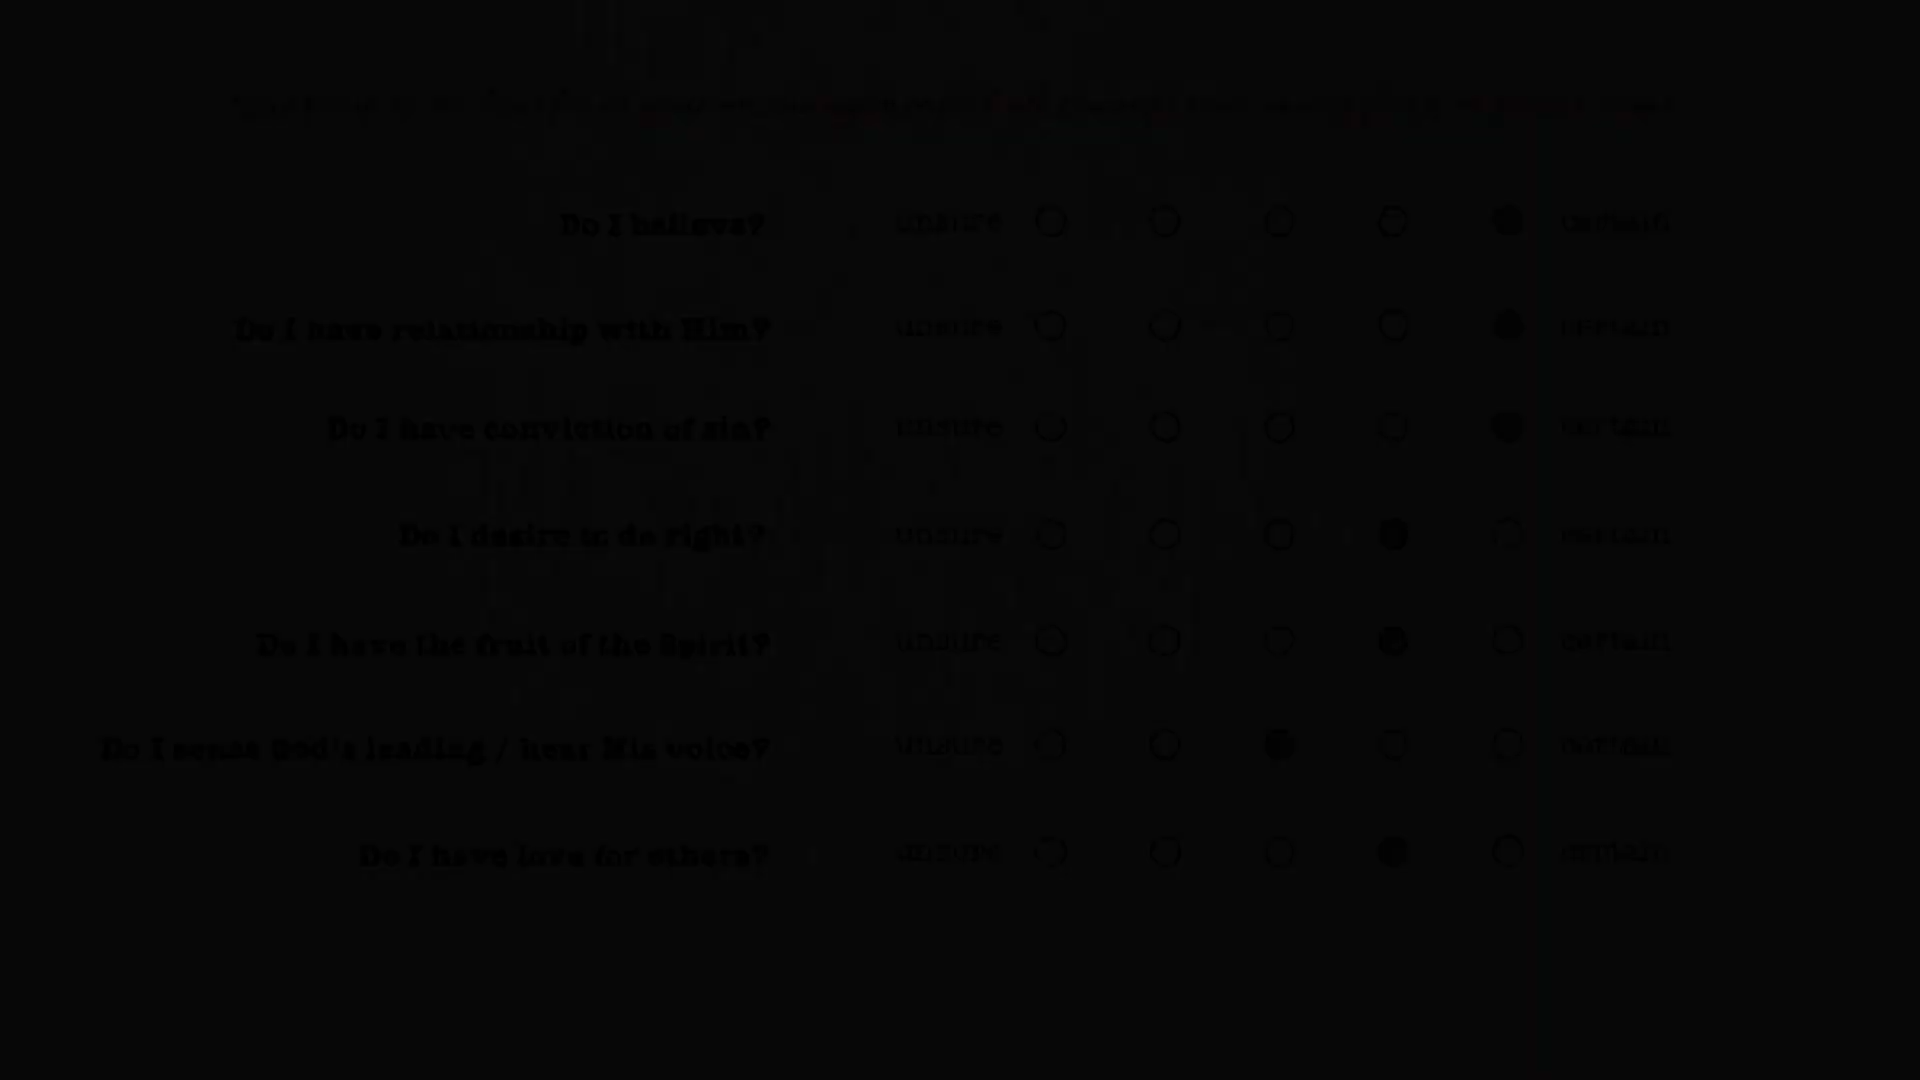 Do I believe? unsure certain
Do I have relationship with Him? unsure certain
Do I have conviction of sin? unsure certain
Do I desire to do right? unsure certain
Do I have the fruit of the Spirit? unsure certain
Do I sense God's leading / hear His voice? unsure certain
Do I have love for others? unsure certain